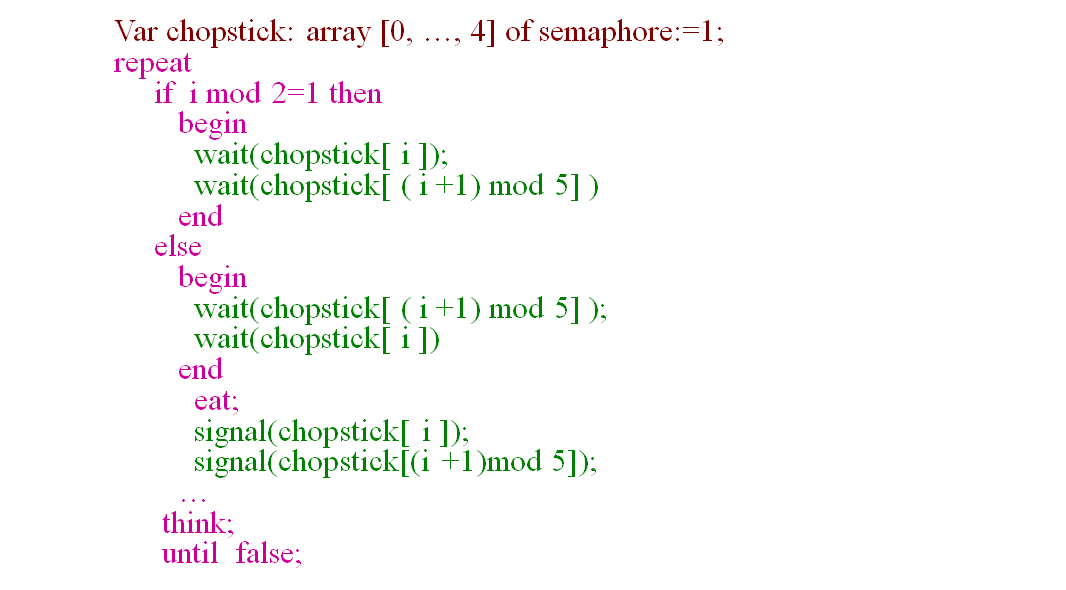 Var chopstick: array [0, …, 4] of semaphore:=1;
repeat
if i mod 2=1 then
begin
wait(chopstick[ i ]);
wait(chopstick[ ( i +1) mod 5] )
end
else
begin
wait(chopstick[ ( i +1) mod 5] );
wait(chopstick[ i ])
end
eat;
signal(chopstick[ i ]);
signal(chopstick[(i +1)mod 5]);
…
think;
until false;